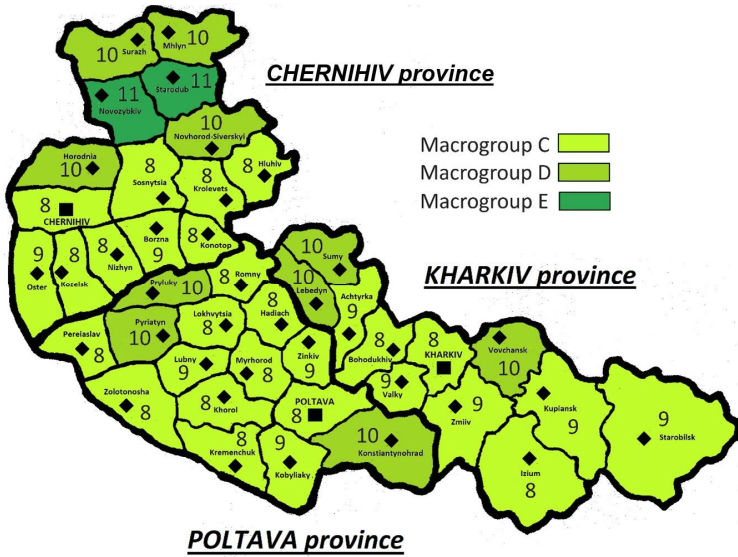 10
Surazh
10
Mhlyn
CHERNIHIV province
11
Novozybkiv
11
Starodub
10
Novhorod-Siverskyi
Macrogroup C
Macrogroup D
Macrogroup E
Horodnia
10
8
Sosnytsia
8
Krolevets
8
Hluhiv
8
CHERNIHIV
9
Oster
8
Kozelsk
8
Nizhyn
Borzna
9
8
Konotop
10
Sumy
10
Lebedyn
KHARKIV province
Pryluky
10
Romny
8
Achtyrka
9
Pereiaslav
8
Pyriatyn
10
Lokhvytsia
8
8
Hadiach
Zinkiv
9
Bohodukhiv
8
8
KHARKIV
Vovchansk
10
Lubny
9
Myrhorod
8
9
Valky
Zolotonosha
8
8
Khorol
POLTAVA
8
9
Zmiiv
Kupiansk
9
9
Starobilsk
8
Kremenchuk
9
Kobyliaky
10
Konstiantynohrad
Izium
8
POLTAVA province